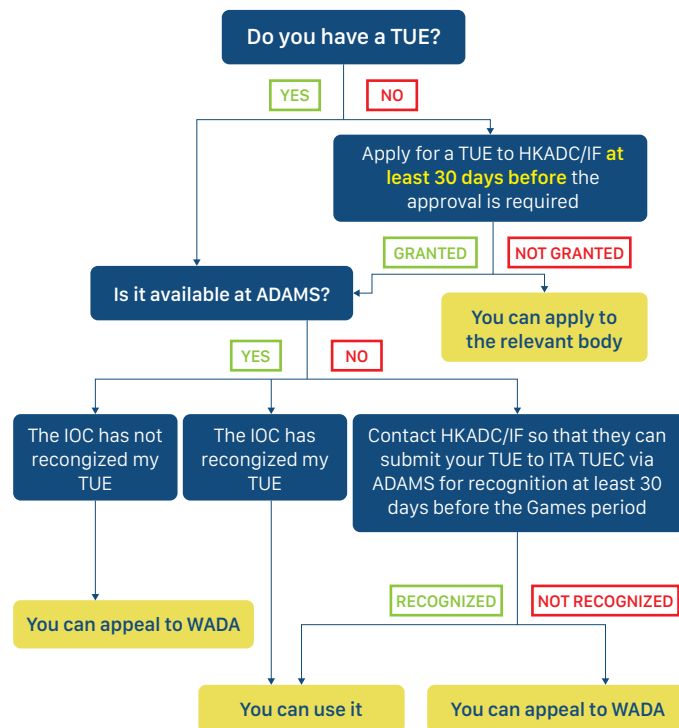 Do you have a TUE?
YES
NO
Apply for a TUE to HKADC/IF at
least 30 days before the
approval is required
GRANTED
NOT GRANTED
Is it available at ADAMS?
You can apply to
the relevant body
YES
NO
The IOC has not
recongized my
TUE
The IOC has
recongized my
TUE
Contact HKADC/IF so that they can
submit your TUE to ITA TUEC via
ADAMS for recognition at least 30
days before the Games period
RECOGNIZED
NOT RECOGNIZED
You can appeal to WADA
You can use it
You can appeal to WADA